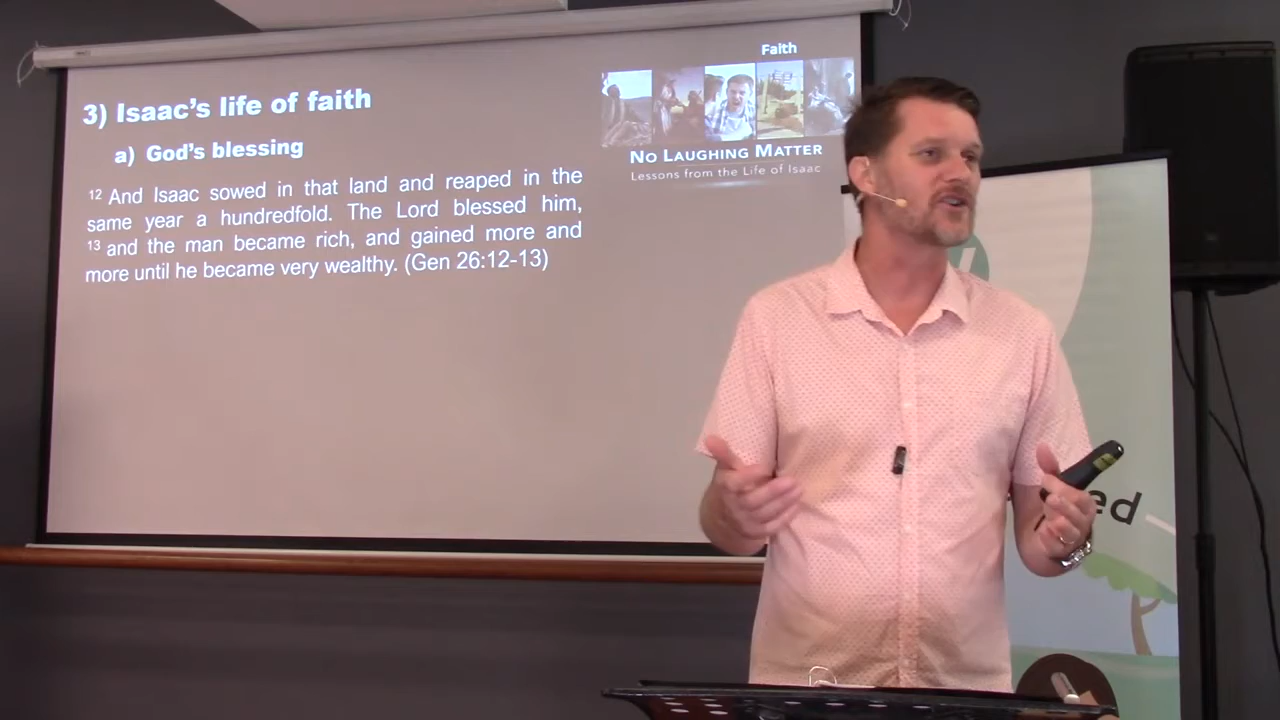 3) Isaac's life of faith
a) God's blessing
12 And Isaac sowed in that land and reaped in the
same year a hundredfold. The Lord blessed him,
13 and the man became rich, and gained more and
more until he became very wealthy. (Gen 26:12-13)
Faith
No Laughing Matter
Lessons from the Life of Isaac
ed